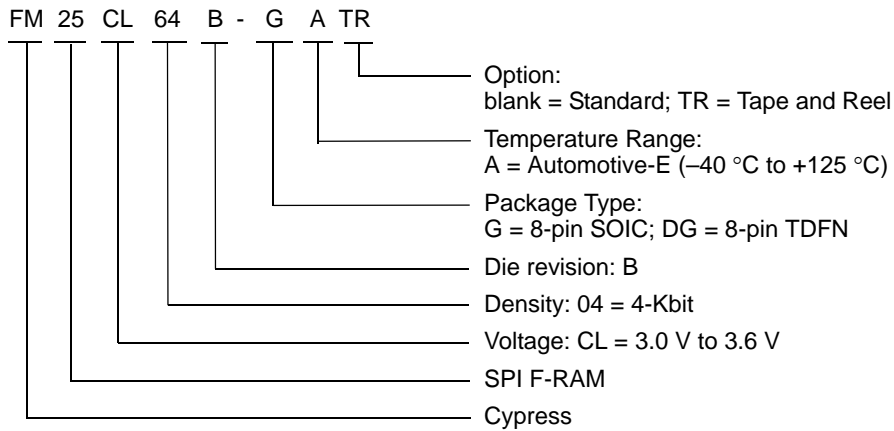 FM 25 CL 64 B - G A TR
Option:
blank = Standard; TR = Tape and Reel
Temperature Range:
A = Automotive-E (–40 °C to +125 °C)
Package Type:
G = 8-pin SOIC; DG = 8-pin TDFN
Die revision: B
Density: 04 = 4-Kbit
Voltage: CL = 3.0 V to 3.6 V
SPI F-RAM
Cypress